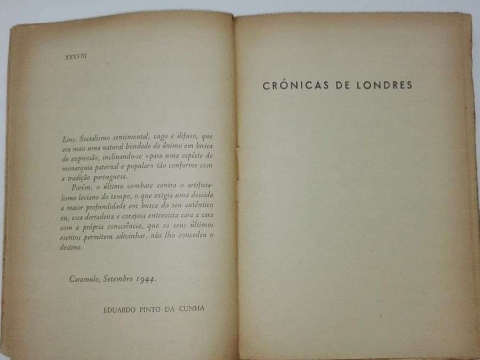 XXXVIII
lens. Socialismo sentimental, vago e difuso, que
era mais uma natural bondade de ânimo em busca
de expressão, inclinando-se «para uma espécie de
monarquia paternal e popular» tão conforme com
a tradição portuguesa.
Porém, o último combate contra o artificia-
lismo leviano do tempo, o que exigia uma descida
a maior profundidade em busca do seu autêntico
eu, essa derradeira e corajosa entrevista cara a cara
com a própria consciência, que os seus últimos
escritos permitem adivinhar, não lho concedeu o
destino.
Caramulo, Setembro 1944.
EDUARDO PINTO DA CUNHA
CRÓNICAS DE LONDRES